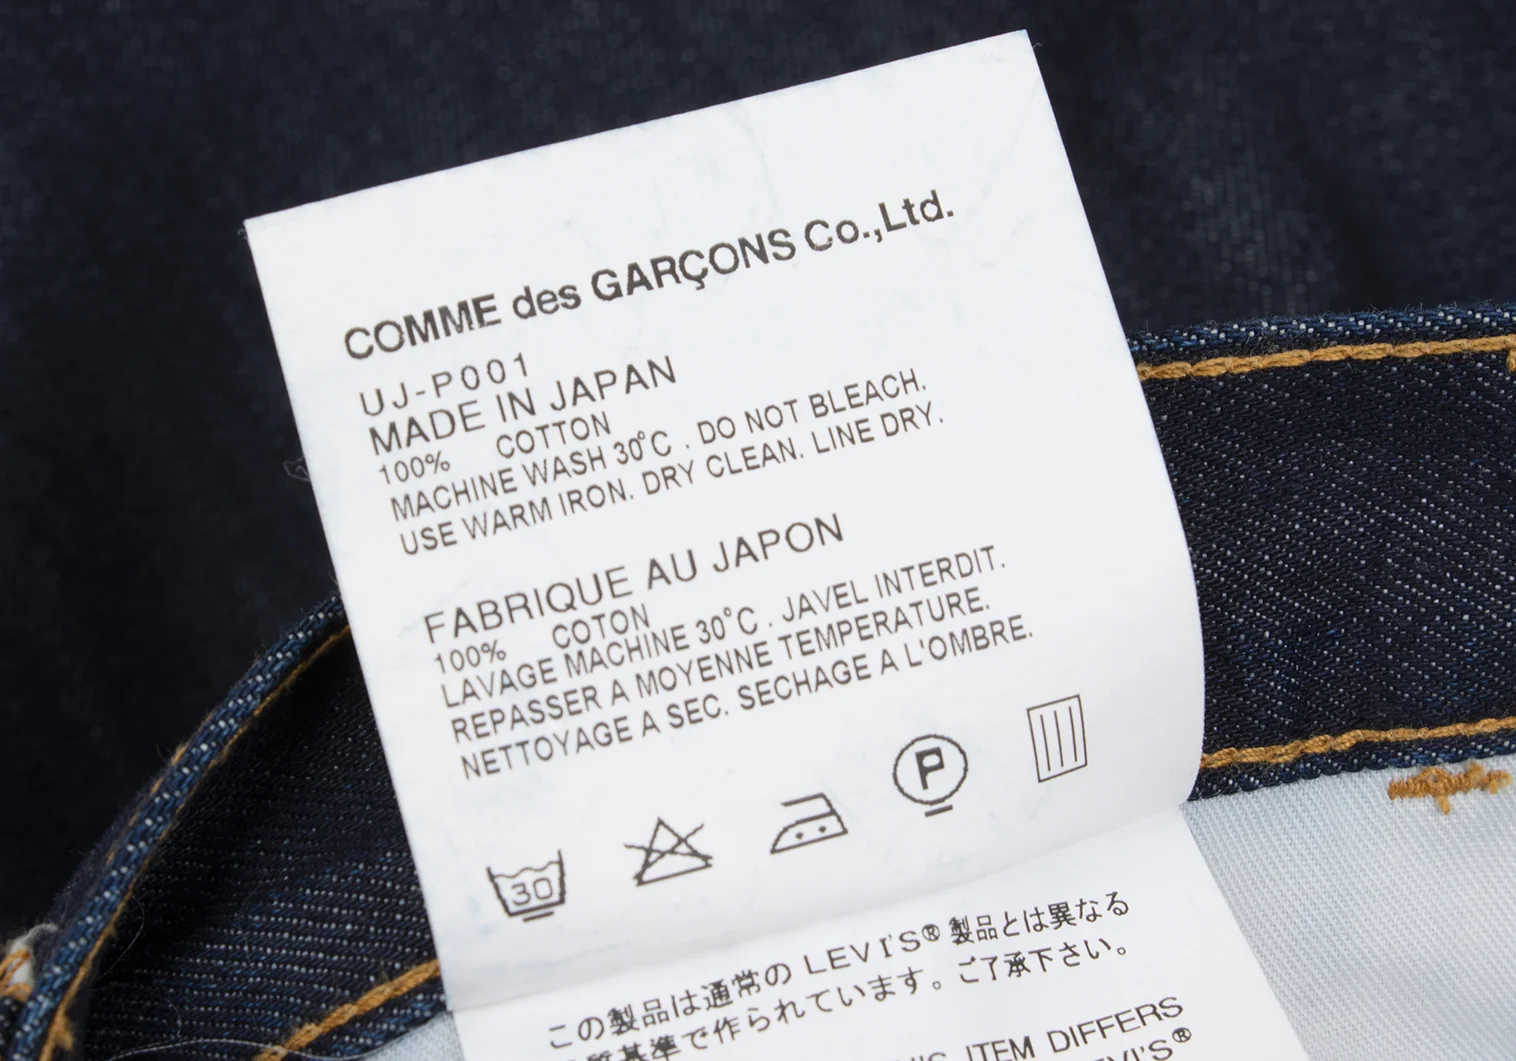 COMME des GARÇONS Co.,Ltd.
UJ-P001
MADE IN JAPAN
100% COTTON
MACHINE WASH 30°C . DO NOT BLEACH.
USE WARM IRON. DRY CLEAN. LINE DRY.
FABRIQUE AU JAPON
100% COTON
LAVAGE MACHINE 30°C . JAVEL INTERDIT.
REPASSER A MOYENNE TEMPERATURE.
NETTOYAGE A SEC. SECHAGE A L'OMBRE.
30
P
この製品は通常の LEVI'S® 製品とは異なる
質基準で作られています。ご了承下さい。
ITEM DIFFERS
LEVI'S®